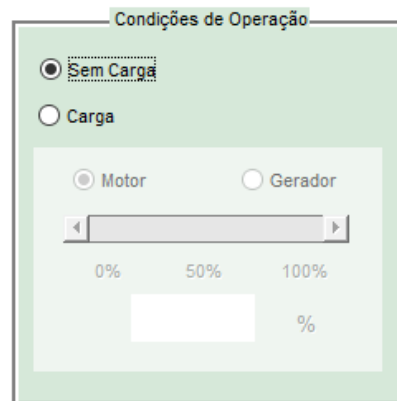 Condições de Operação
Sem Carga
Carga
Motor Gerador
0% 50% 100%
%